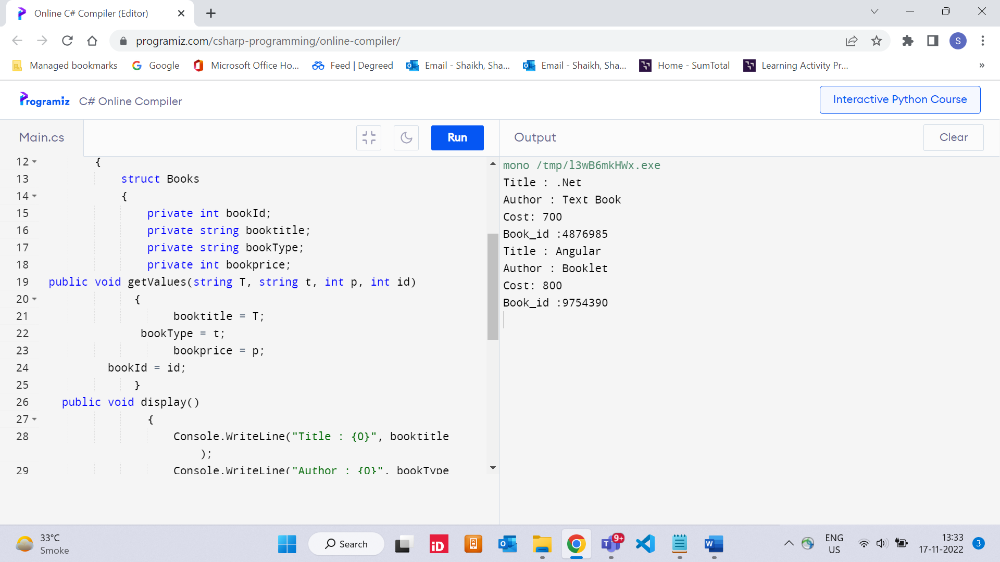 Online C# Compiler (Editor)
programiz.com/csharp-programming/online-compiler/
S
Managed bookmarks
Google
Microsoft Office Ho...
Feed | Degreed
Email - Shaikh, Sha...
Email - Shaikh, Sha...
Home - SumTotal
Learning Activity Pr...
»
Programiz C# Online Compiler
Interactive Python Course
Main.cs
Run
Output
Clear
12 {
13 struct Books
14 {
15 private int bookId;
16 private string booktitle;
17 private string bookType;
18 private int bookprice;
19 public void getValues(string T, string t, int p, int id)
20 {
21 booktitle = T;
22 bookType = t;
23 bookprice = p;
24 bookId = id;
25 }
26 public void display()
27 {
28 Console.WriteLine("Title : {0}", booktitle
);
29 Console.WriteLine("Author : {0}", bookType
mono /tmp/l3wB6mkHWx.exe
Title : .Net
Author : Text Book
Cost: 700
Book_id :4876985
Title : Angular
Author : Booklet
Cost: 800
Book_id :9754390
33°C
Smoke
Search
iD
9+
ENG
US
13:33
17-11-2022
3